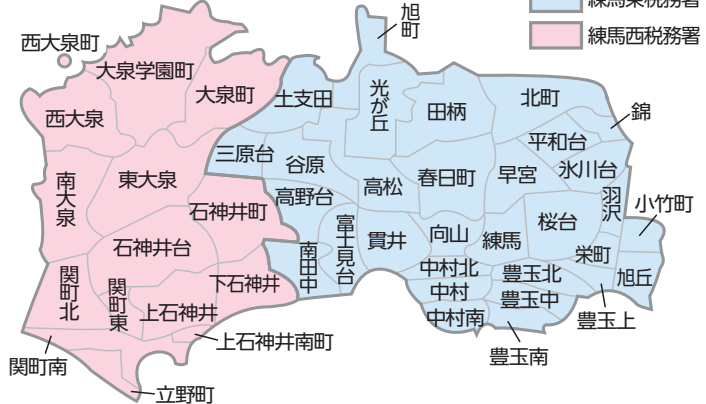 練馬東税務署
練馬西税務署
旭町
西大泉町
大泉学園町
大泉町
土支田
光が丘
田柄
北町
錦
西大泉
平和台
三原台
谷原
氷川台
南大泉
東大泉
高野台
高松
春日町
早宮
羽沢
小竹町
石神井町
富士見台
貫井
向山
練馬
桜台
石神井台
南田中
栄町
関町北
関町東
下石神井
中村北
豊玉北
旭丘
上石神井
中村
豊玉中
中村南
豊玉上
上石神井南町
豊玉南
関町南
立野町